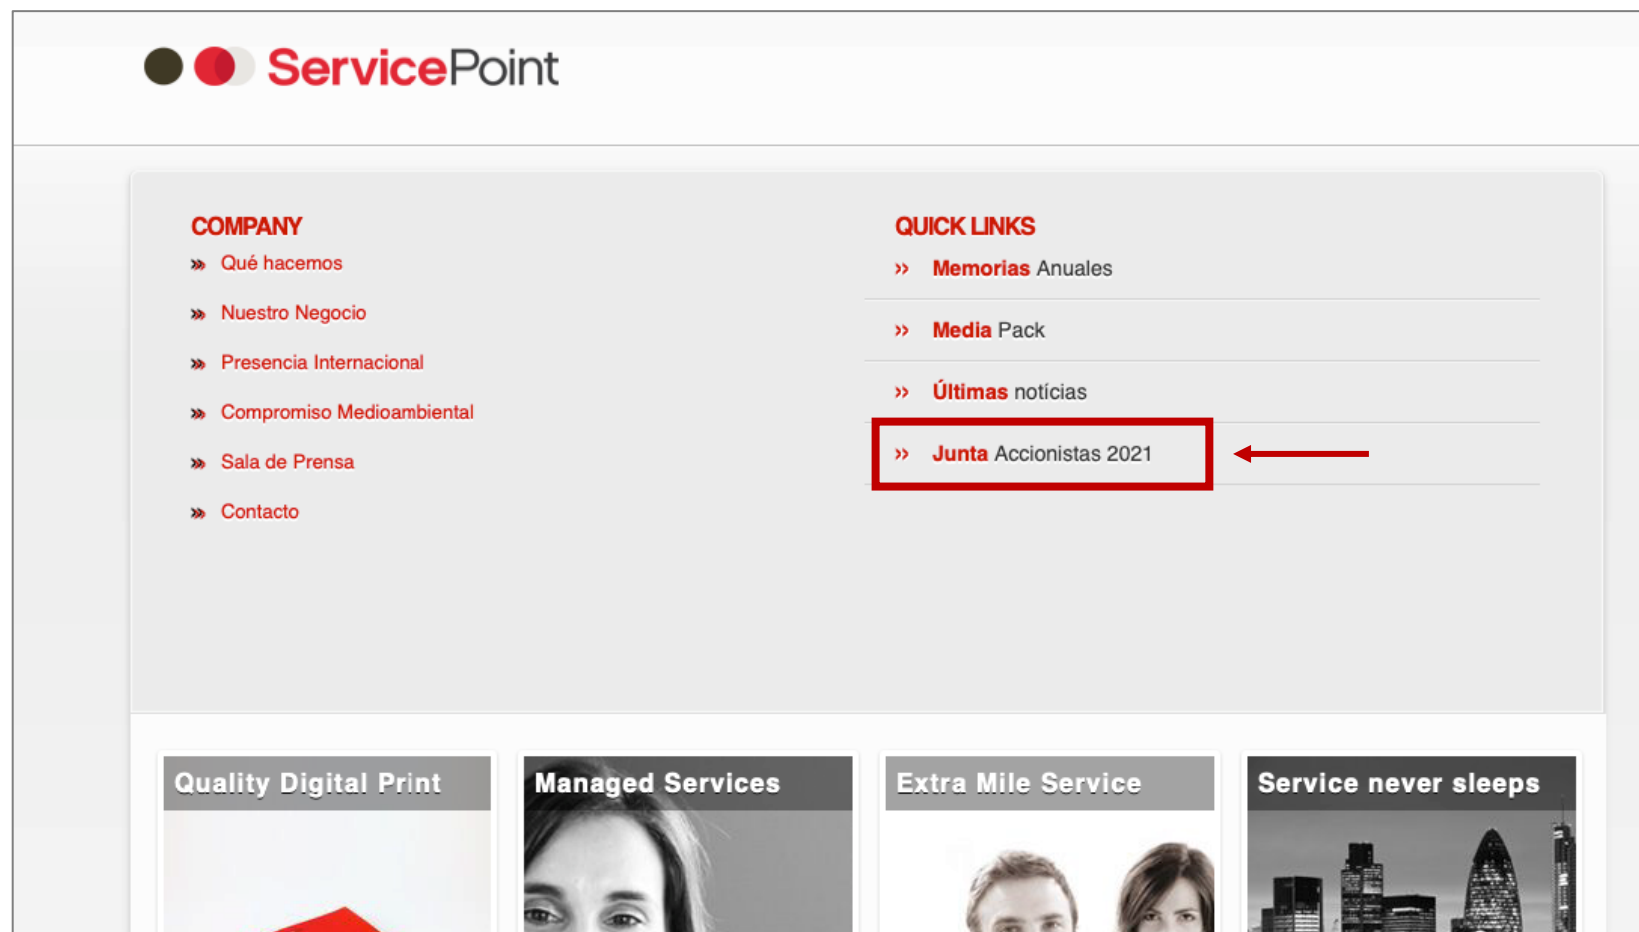 ServicePoint
COMPANY
Qué hacemos
Nuestro Negocio
Presencia Internacional
Compromiso Medioambiental
Sala de Prensa
Contacto
QUICK LINKS
Memorias Anuales
Media Pack
Últimas notícias
Junta Accionistas 2021
Quality Digital Print
Managed Services
Extra Mile Service
Service never sleeps